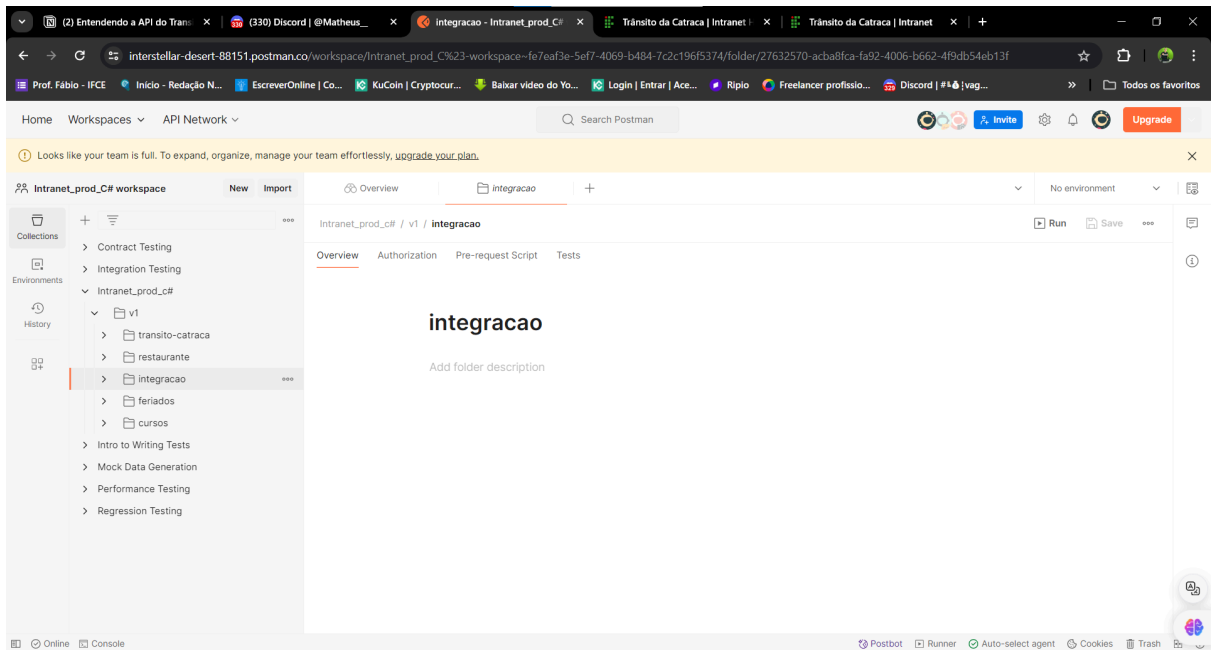 (2) Entendendo a API do Trans
(330) Discord | @Matheus_
integracao - Intranet_prod_C#
Trânsito da Catraca | Intranet
Trânsito da Catraca | Intranet
interstellar-desert-88151.postman.co/workspace/Intranet_prod_C%23-workspace~fe7eaf3e-5ef7-4069-b484-7c2c196f5374/folder/27632570-acba8fca-fa92-4006-b662-4f9db54eb13f
Prof. Fábio - IFCE
Início - Redação N...
EscreverOnline | Co...
KuCoin | Cryptocur...
Baixar video do Yo...
Login | Entrar | Ace...
Ripio
Freelancer profissio...
Discord |
vag...
»
Todos os favoritos
Home Workspaces API Network
Search Postman
Invite
Upgrade
Looks like your team is full. To expand, organize, manage your team effortlessly, upgrade your plan.
Intranet_prod_C# workspace
New Import
Overview
integracao
No environment
Collections
Environments
History
Contract Testing
Integration Testing
Intranet_prod_c#
v1
transito-catraca
restaurante
integracao
feriados
cursos
Intro to Writing Tests
Mock Data Generation
Performance Testing
Regression Testing
Intranet_prod_c# / v1 / integracao
Run Save
Overview Authorization Pre-request Script Tests
integracao
Add folder description
Online Console
Postbot Runner Auto-select agent Cookies Trash